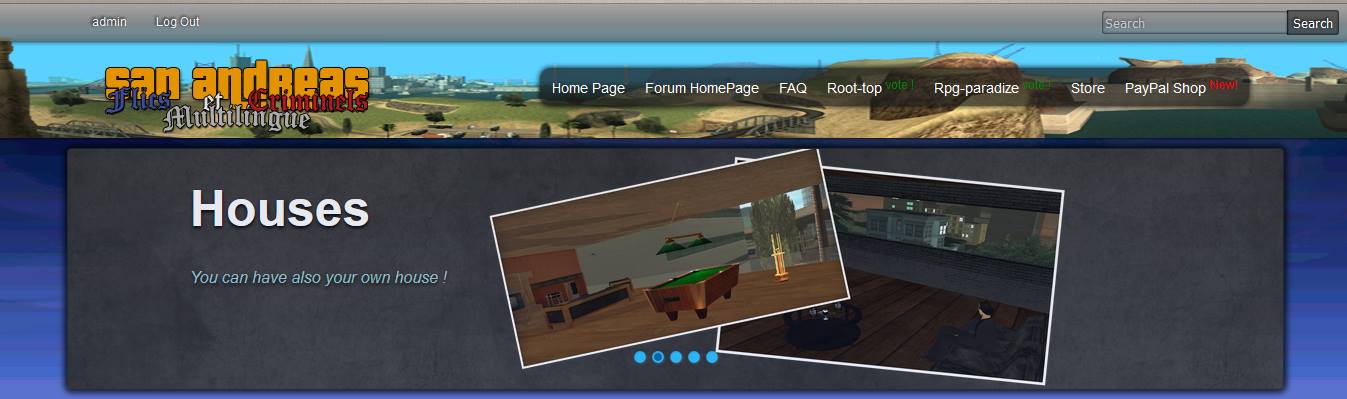 admin Log Out Search Search
san andreas
Flics et Criminels
Multilingue
Home Page Forum HomePage FAQ Root-top vote ! Rpg-paradize vote ! Store PayPal Shop New!
Houses
You can have also your own house !